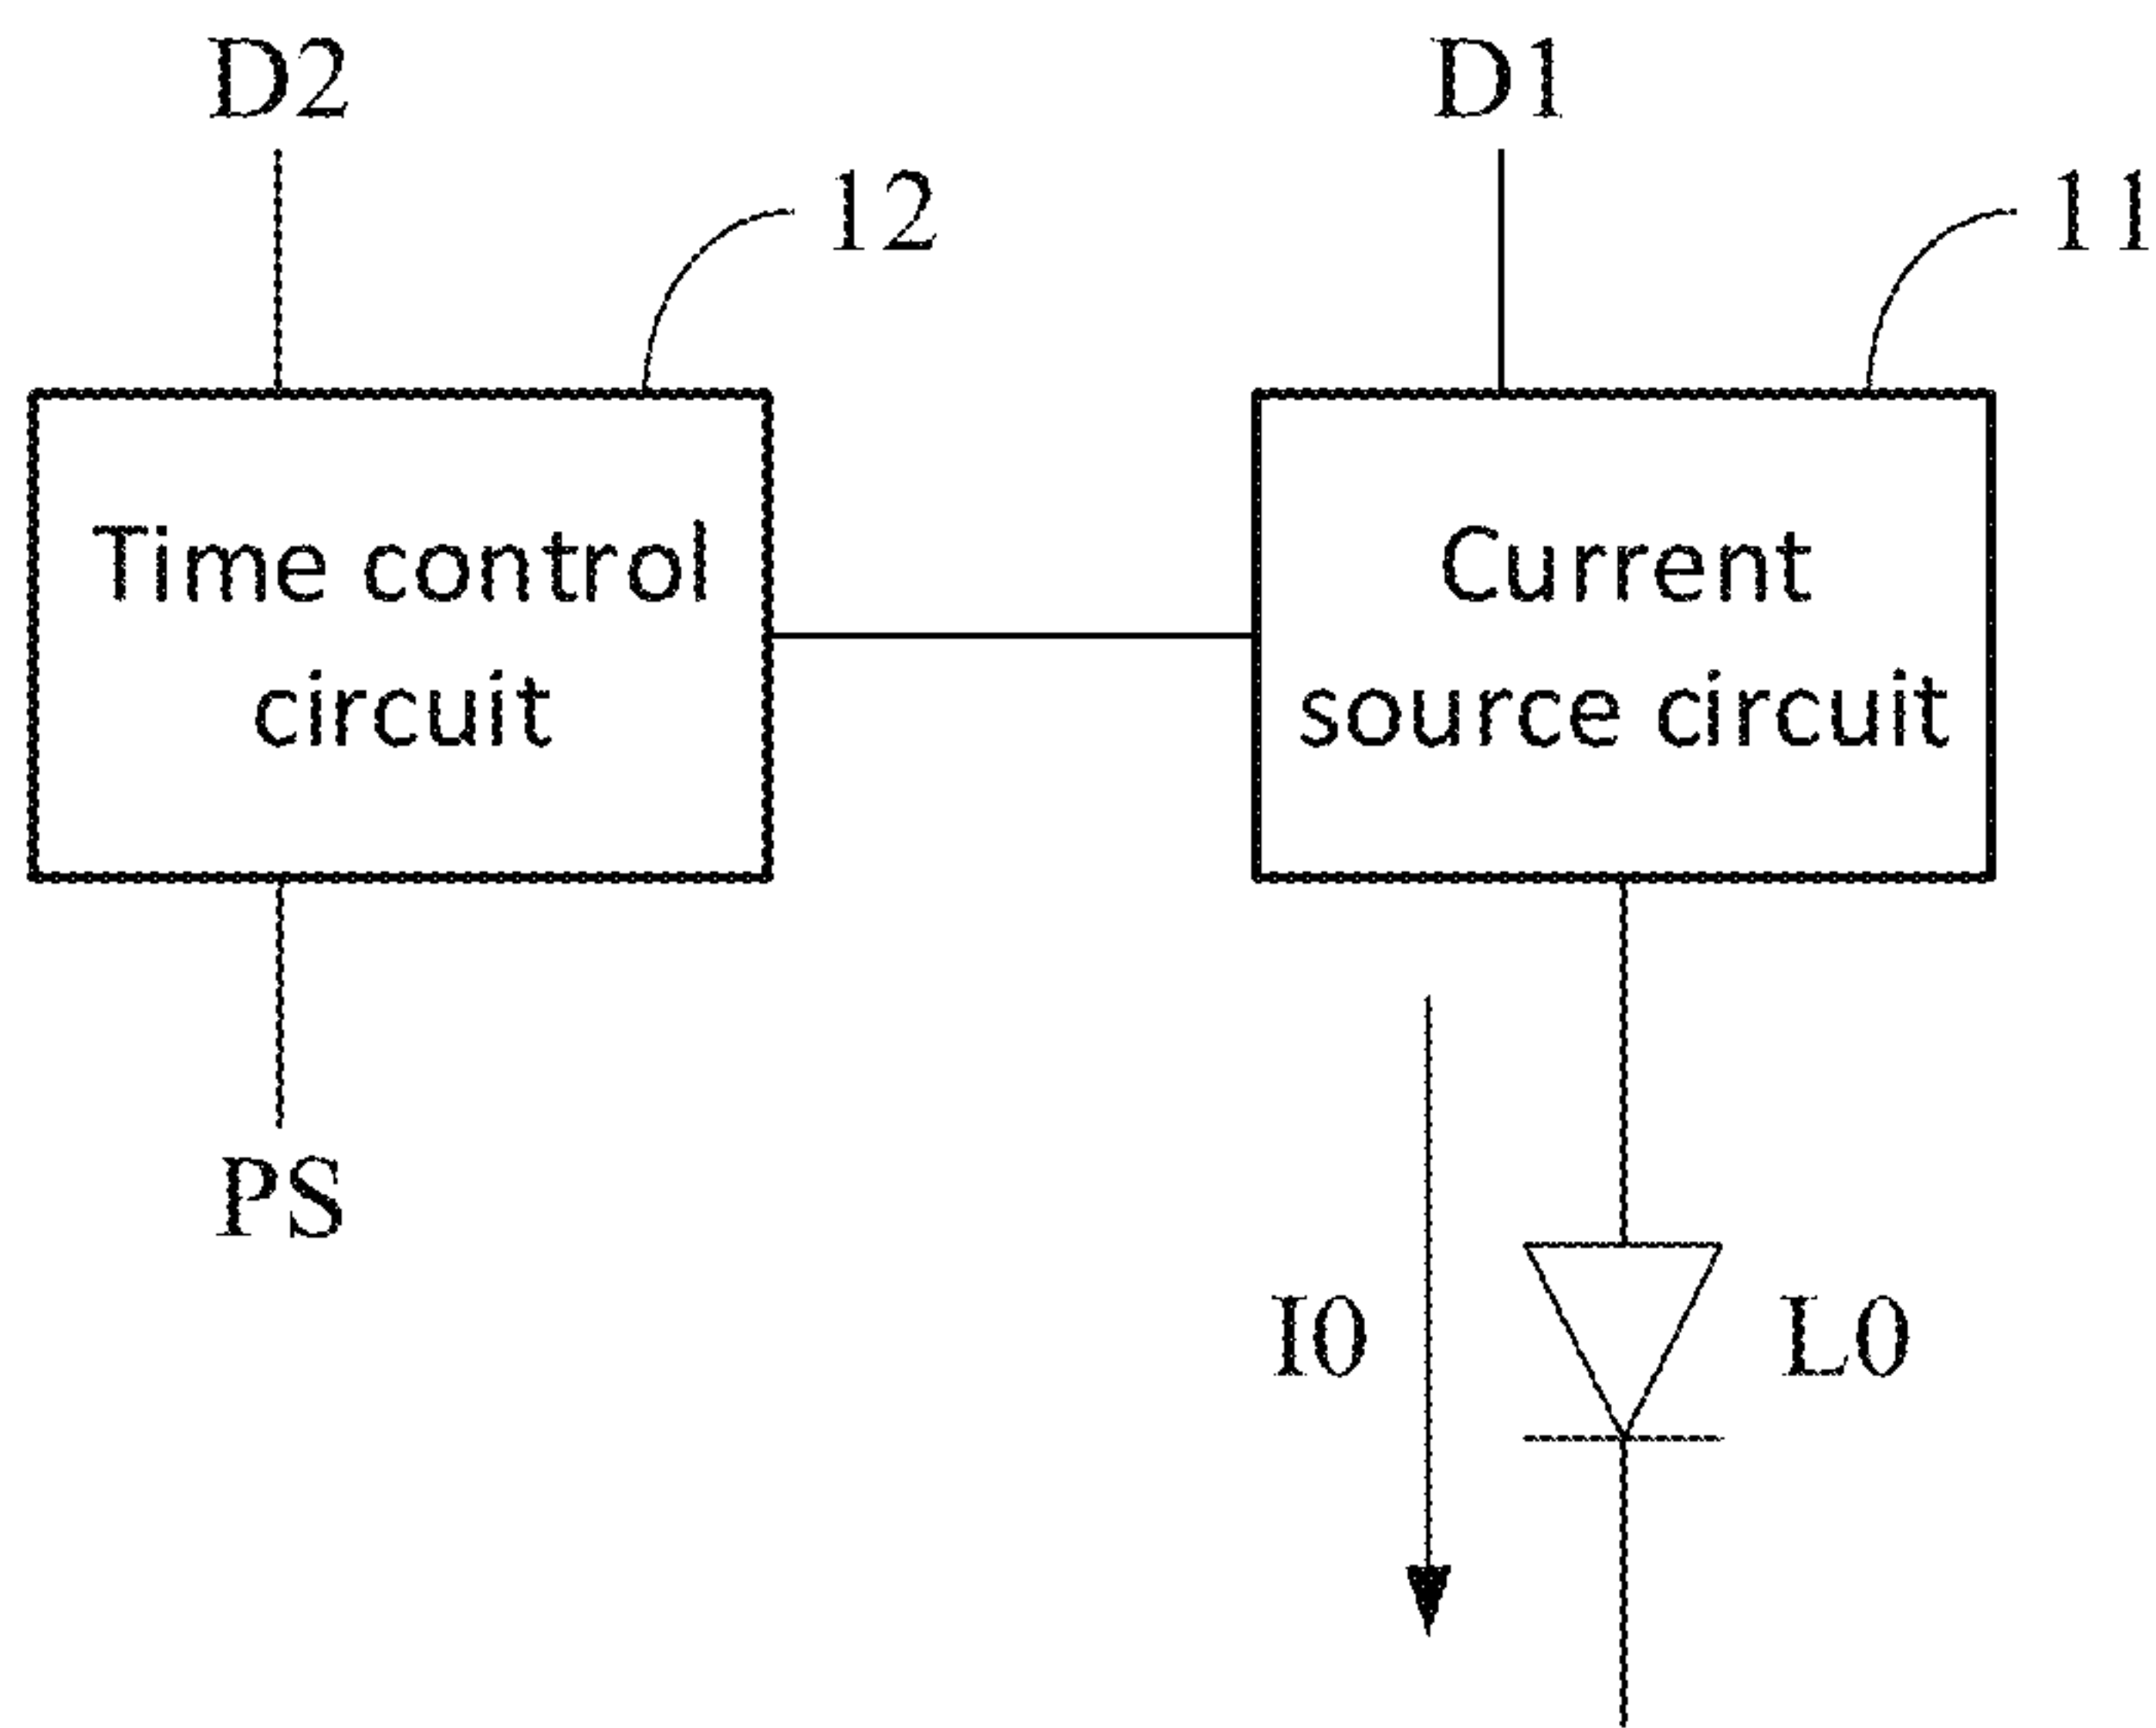 D2
D1
12
11
Time control
circuit
Current
source circuit
PS
I0
L0